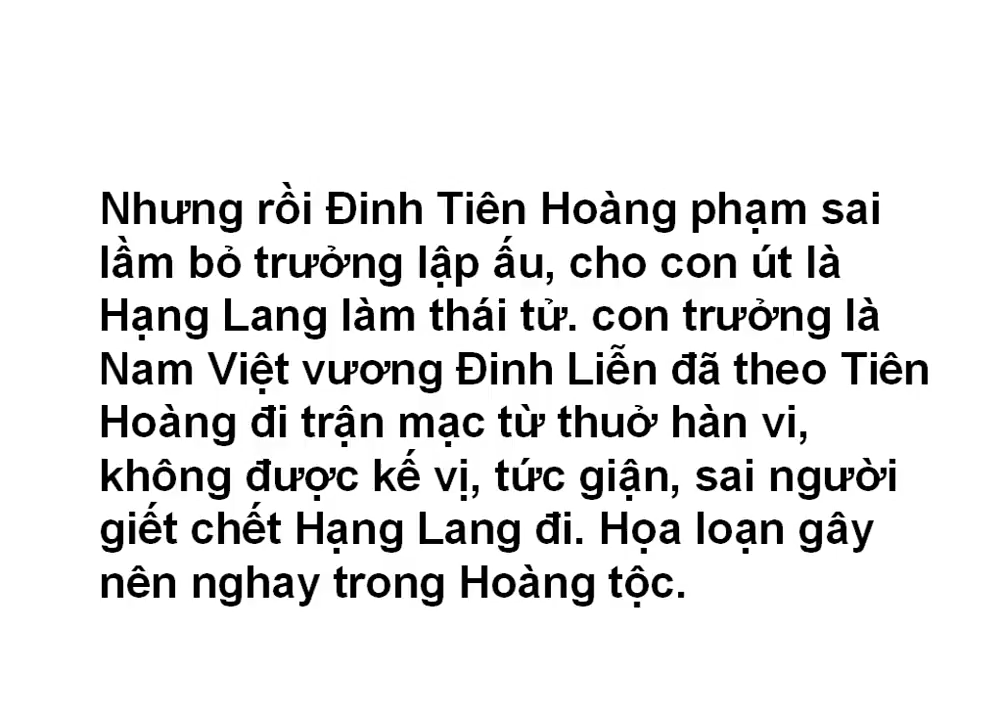 Nhưng rồi Đinh Tiên Hoàng phạm sai
lầm bỏ trưởng lập ấu, cho con út là
Hạng Lang làm thái tử. con trưởng là
Nam Việt vương Đinh Liễn đã theo Tiên
Hoàng đi trận mạc từ thuở hàn vi,
không được kế vị, tức giận, sai người
giết chết Hạng Lang đi. Họa loạn gây
nên nghay trong Hoàng tộc.